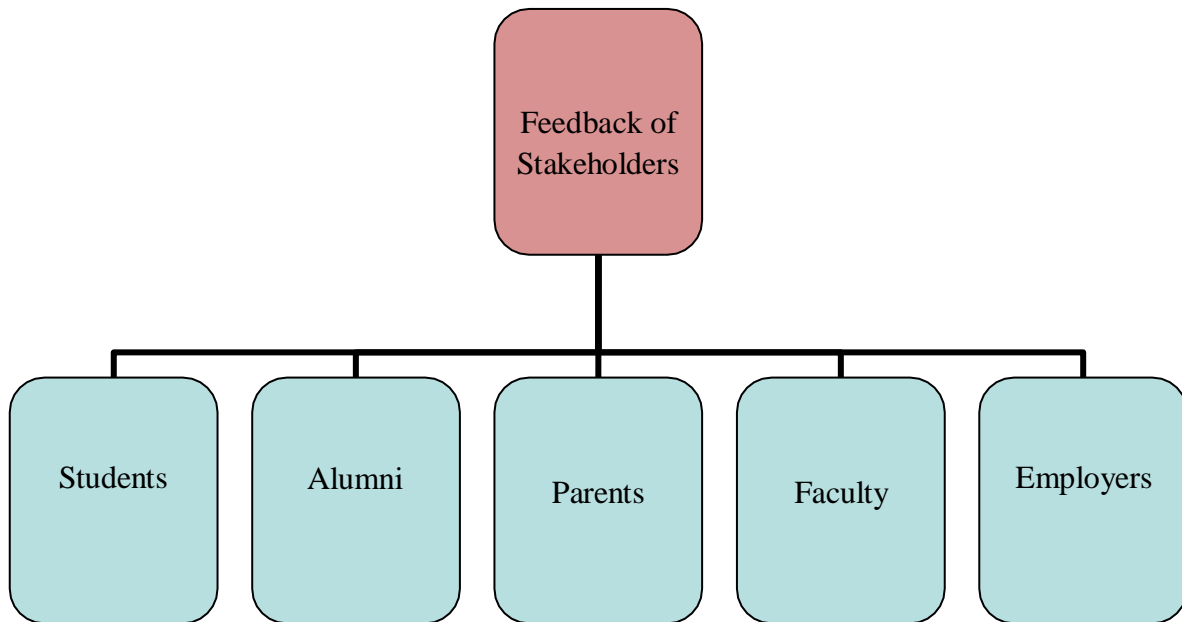 Feedback of
Stakeholders
Students
Alumni
Parents
Faculty
Employers